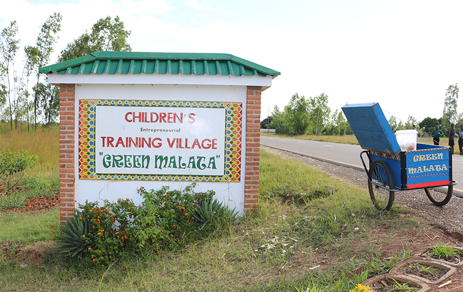 CHILDREN'S
Entrepreneurial
TRAINING VILLAGE
"GREEN MALATA"
GREEN
MALATA